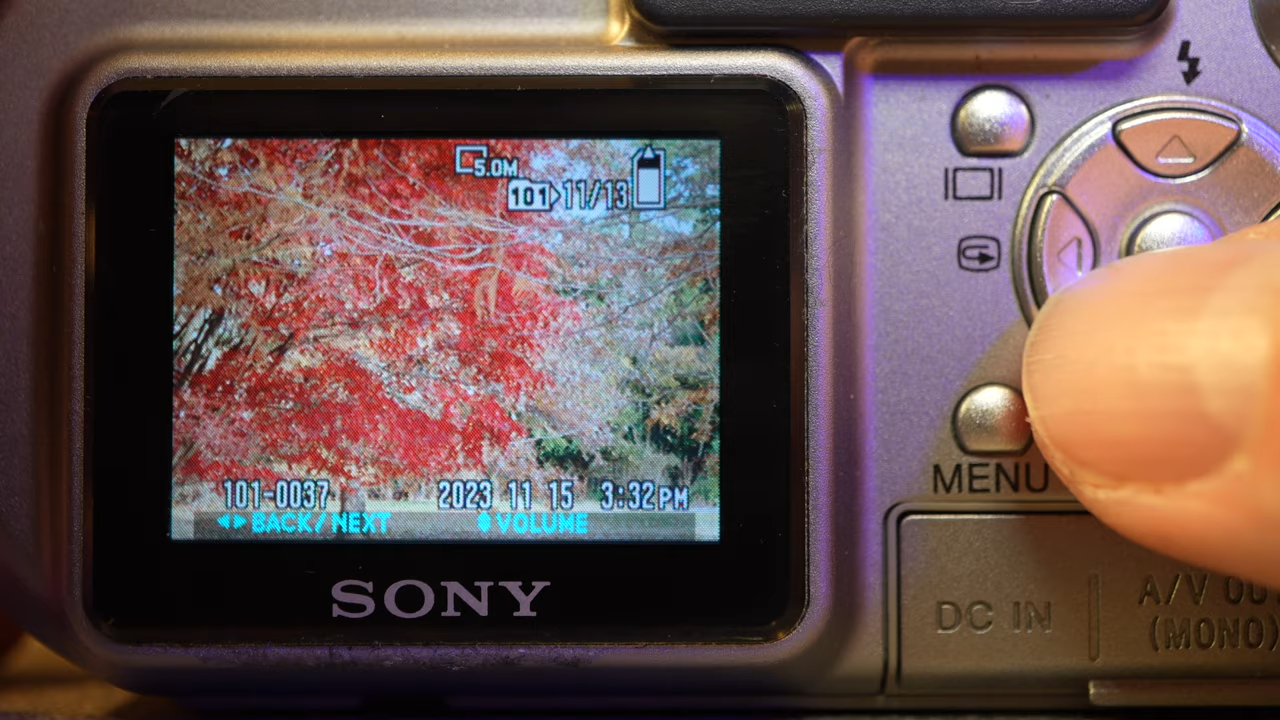 5.0M
101 11/13
101-0037 2023 11 15 3:32PM
BACK/NEXT VOLUME
SONY
MENU
DC IN
A/V OU
(MONO)